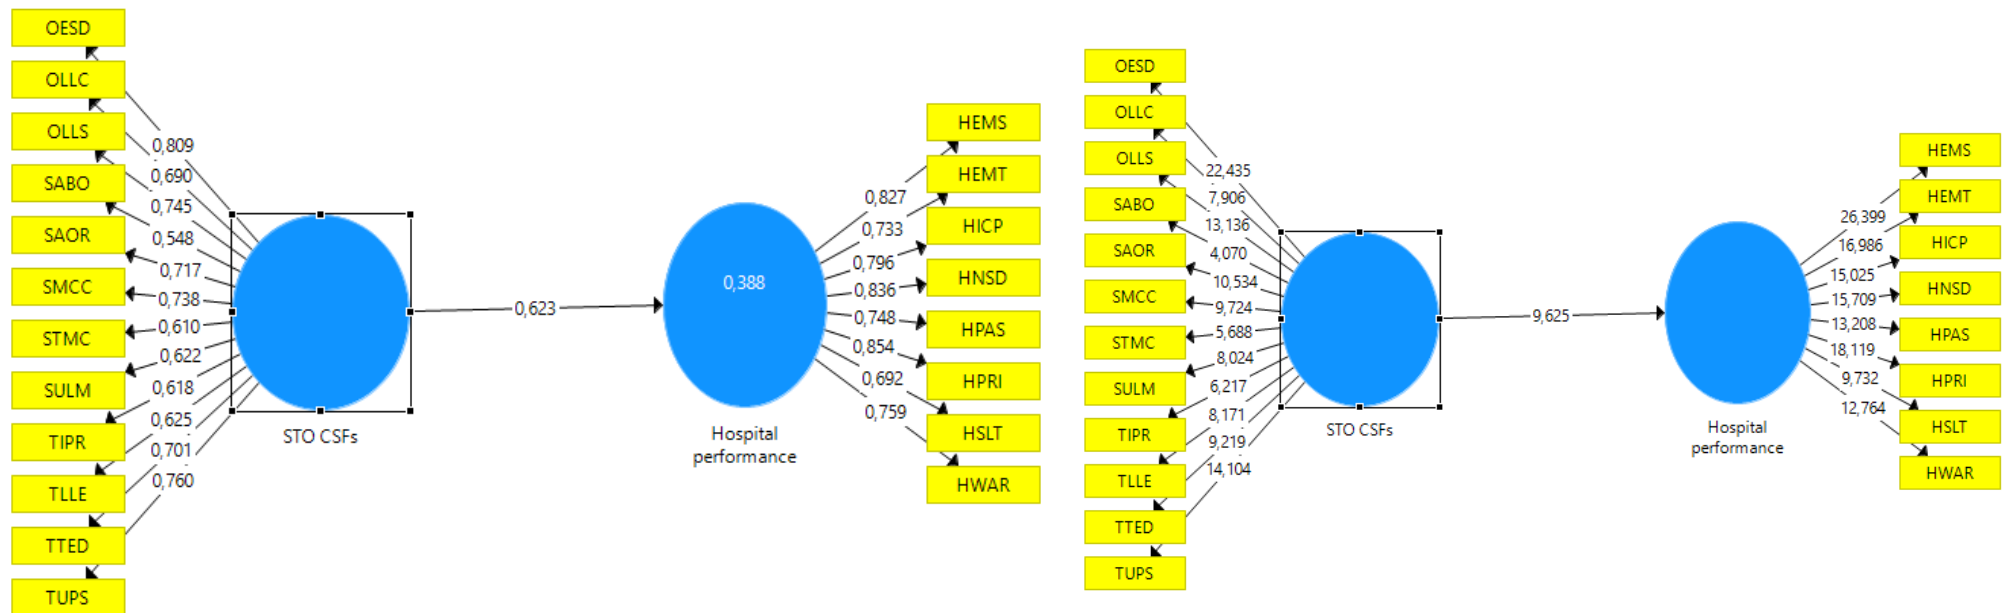 OESD
OLLC
OLLS
SABO
SAOR
SMCC
STMC
SULM
TIPR
TLLE
TTED
TUPS
0,809
0,690
0,745
0,548
0,717
0,738
0,610
0,622
0,618
0,625
0,701
0,760
STO CSFs
0,623
0,388
Hospital
performance
0,827
0,733
0,796
0,836
0,748
0,854
0,692
0,759
HEMS
HEMT
HICP
HNSD
HPAS
HPRI
HSLT
HWAR
OESD
OLLC
OLLS
SABO
SAOR
SMCC
STMC
SULM
TIPR
TLLE
TTED
TUPS
22,435
7,906
13,136
4,070
10,534
9,724
5,688
8,024
6,217
8,171
9,219
14,104
STO CSFs
9,625
Hospital
performance
26,399
16,986
15,025
15,709
13,208
18,119
9,732
12,764
HEMS
HEMT
HICP
HNSD
HPAS
HPRI
HSLT
HWAR